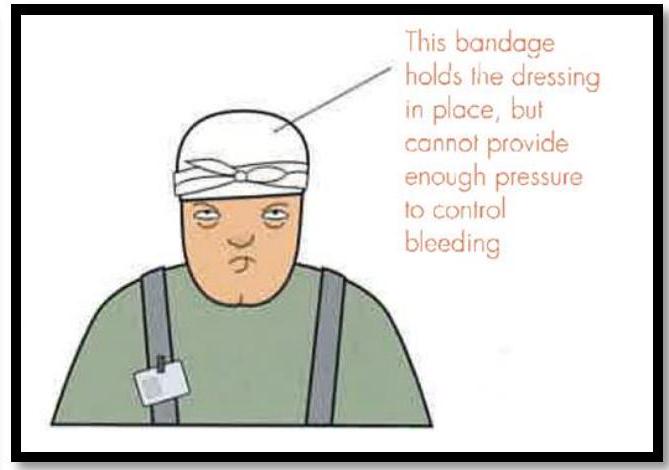 This bandage
holds the dressing
in place, but
cannot provide
enough pressure
to control
bleeding